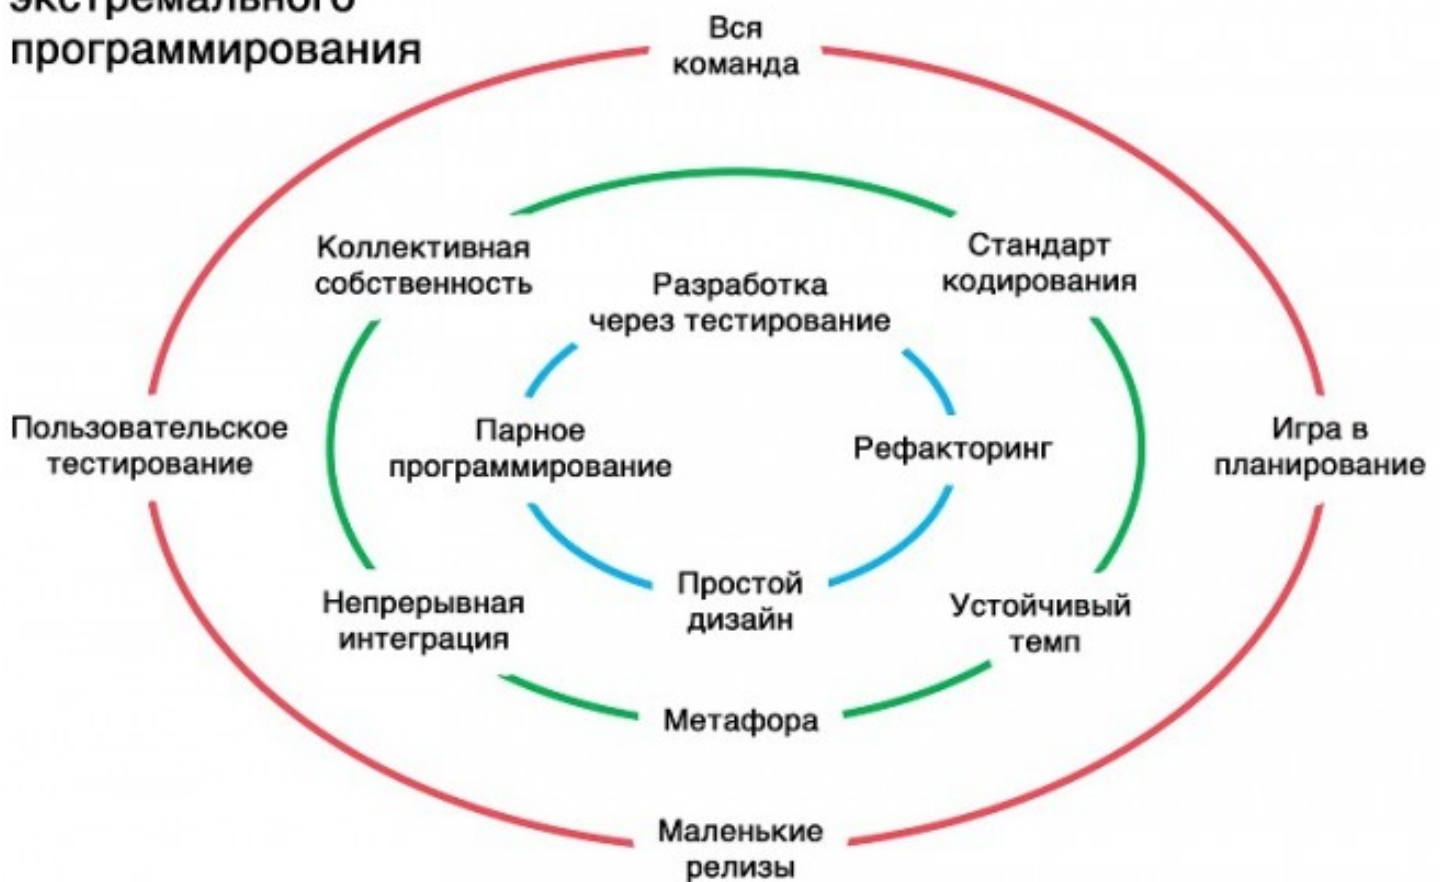 экстремального
программирования
Вся
команда
Коллективная
собственность
Стандарт
кодирования
Разработка
через тестирование
Пользовательское
тестирование
Парное
программирование
Рефакторинг
Игра в
планирование
Непрерывная
интеграция
Простой
дизайн
Устойчивый
темп
Метафора
Маленькие
релизы